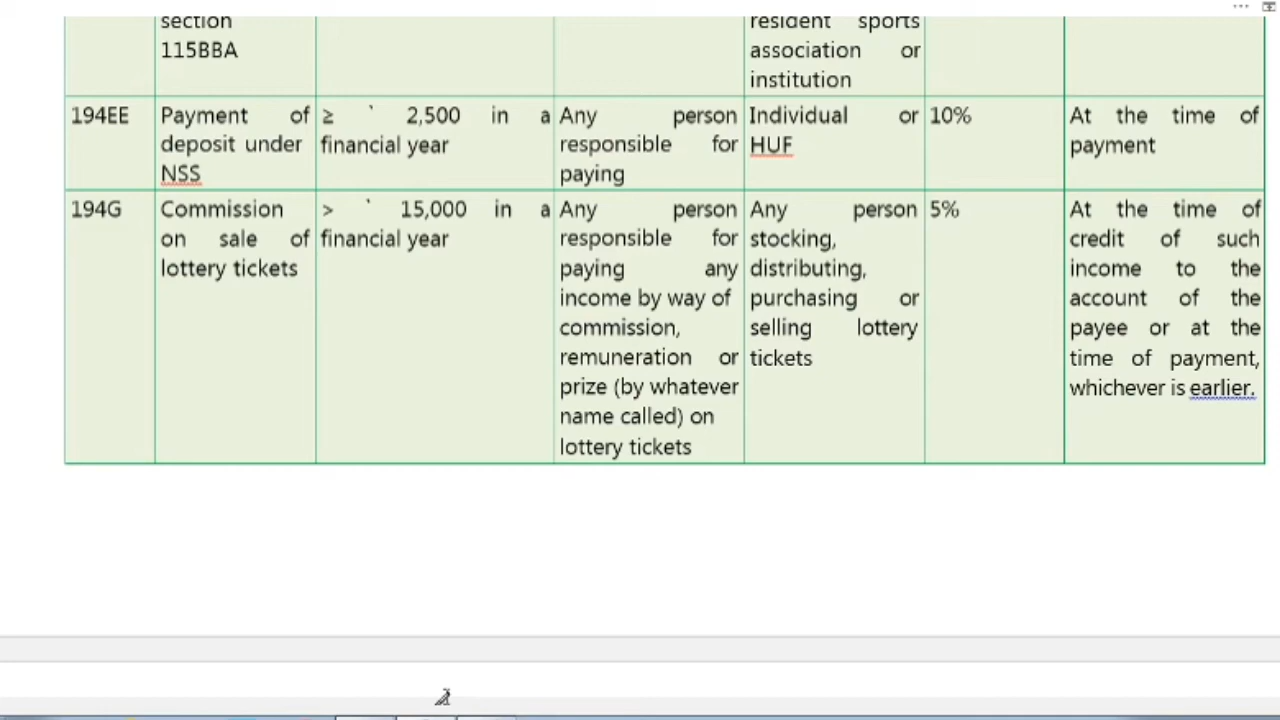 section
115BBA
resident sports
association or
institution
194EE
Payment of
deposit under
NSS
≥ ` 2,500 in a
financial year
Any person
responsible for
paying
Individual or
HUF
10%
At the time of
payment
194G
Commission
on sale of
lottery tickets
> ` 15,000 in a
financial year
Any person
responsible for
paying any
income by way of
commission,
remuneration or
prize (by whatever
name called) on
lottery tickets
Any person
stocking,
distributing,
purchasing or
selling lottery
tickets
5%
At the time of
credit of such
income to the
account of the
payee or at the
time of payment,
whichever is earlier.